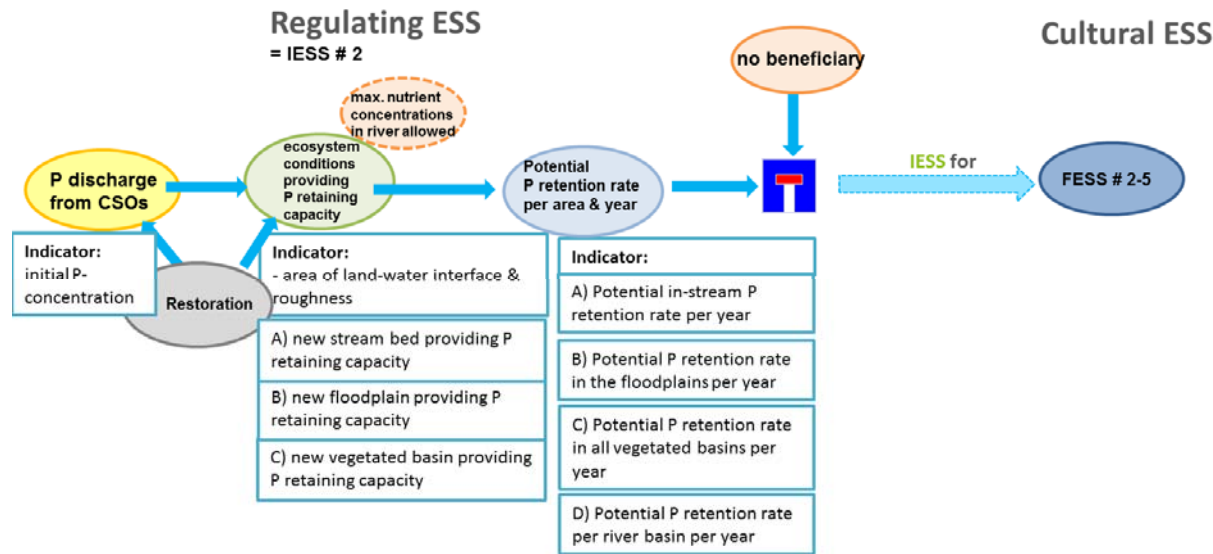 Regulating ESS
= IESS # 2
Cultural ESS
no beneficiary
max. nutrient
concentrations
in river allowed
P discharge
from CSOs
ecosystem
conditions
providing
P retaining
capacity
Potential
P retention rate
per area & year
IESS for
FESS # 2-5
Indicator:
initial P-
concentration
Restoration
Indicator:
- area of land-water interface &
roughness
A) new stream bed providing P
retaining capacity
B) new floodplain providing P
retaining capacity
C) new vegetated basin providing
P retaining capacity
Indicator:
A) Potential in-stream P
retention rate per year
B) Potential P retention rate
in the floodplains per year
C) Potential P retention rate
in all vegetated basins per
year
D) Potential P retention rate
per river basin per year